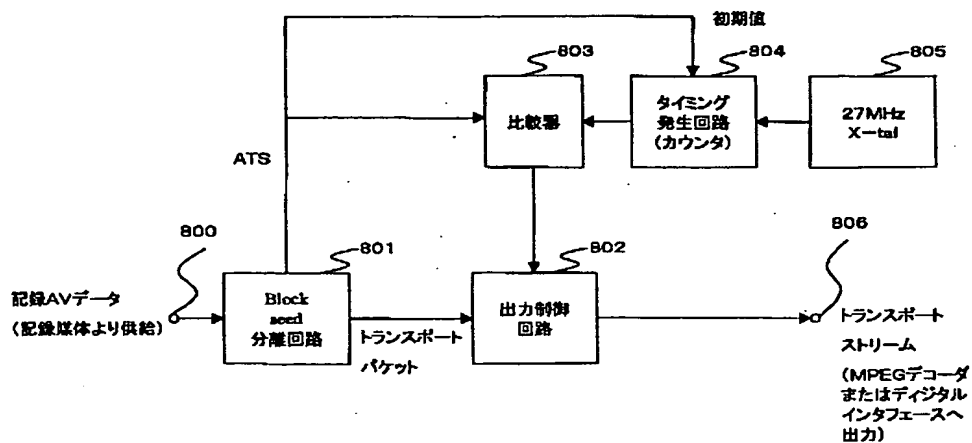 初期値
803
804
805
比較器
タイミング
発生回路
(カウンタ)
27MHz
X-tal
ATS
800
801
802
806
記録AVデータ
(記録媒体より供給)
Block
seed
分離回路
トランスポート
パケット
出力制御
回路
トランスポート
ストリーム
(MPEGデコーダ
またはディジタル
インタフェースへ
出力)